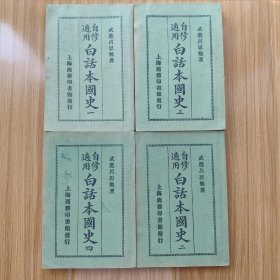 武進呂思勉著
自修適用
白話本國史一
上海商務印書館發行
武進呂思勉著
自修適用
白話本國史三
上海商務印書館發行
武進呂思勉著
自修適用
白話本國史四
上海商務印書館發行
武進呂思勉著
自修適用
白話本國史二
上海商務印書館發行